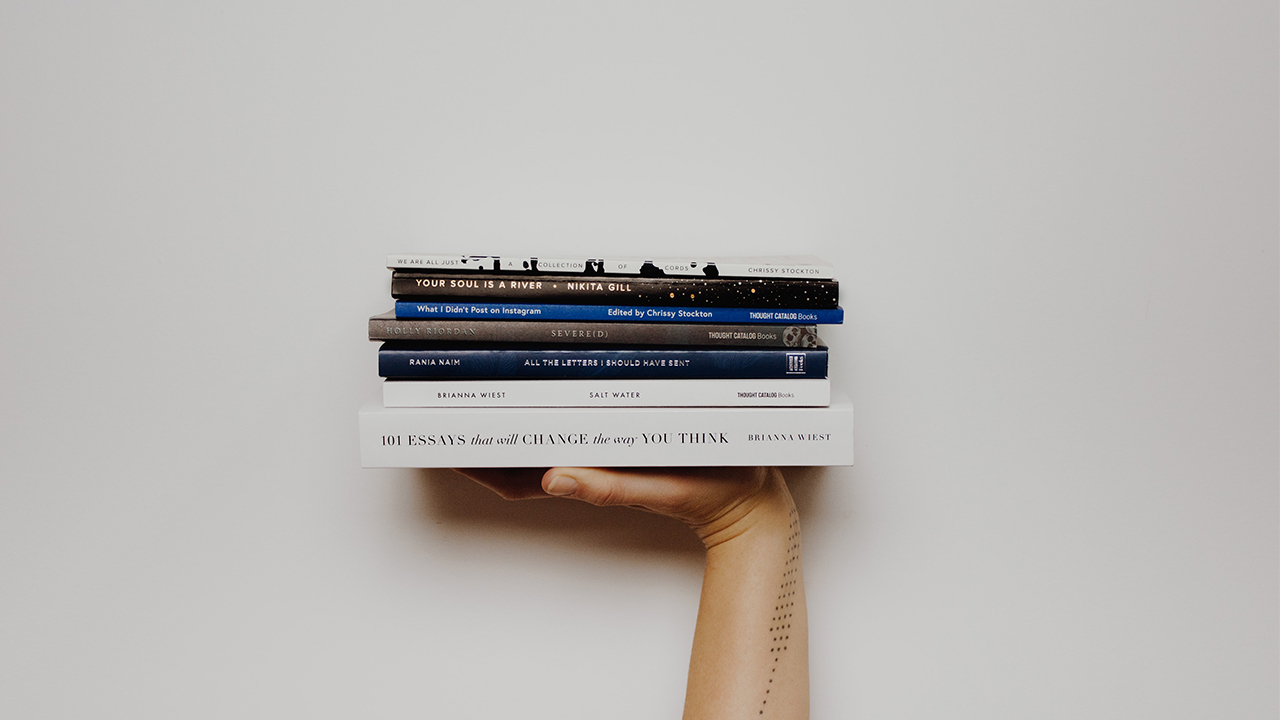 WE ARE ALL JUST A COLLECTION OF CORDS CHRISSY STOCKTON
YOUR SOUL IS A RIVER • NIKITA GILL
What I Didn't Post on Instagram Edited by Chrissy Stockton THOUGHT CATALOG Books
HOLLY RIORDAN SEVERE(D) THOUGHT CATALOG Books
RANIA NAIM ALL THE LETTERS I SHOULD HAVE SENT
BRIANNA WIEST SALT WATER THOUGHT CATALOG Books
101 ESSAYS that will CHANGE the way YOU THINK BRIANNA WIEST